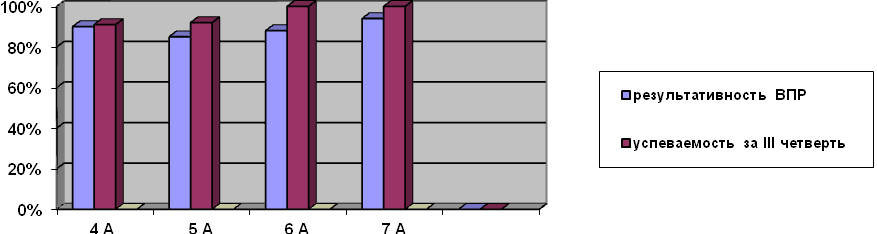 100%
80%
60%
40%
20%
0%
4 А
5 А
6 А
7 А
результативность ВПР
успеваемость за III четверть